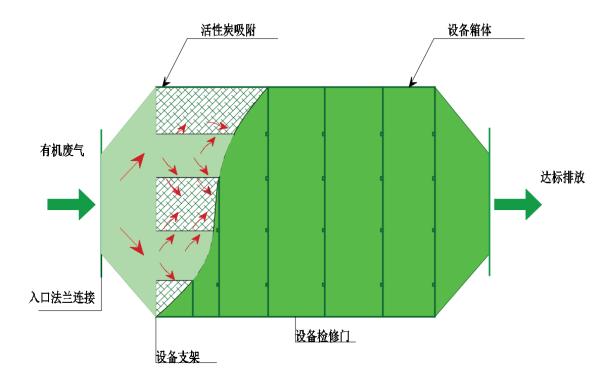 活性炭吸附
设备箱体
有机废气
达标排放
入口法兰连接
设备检修门
设备支架